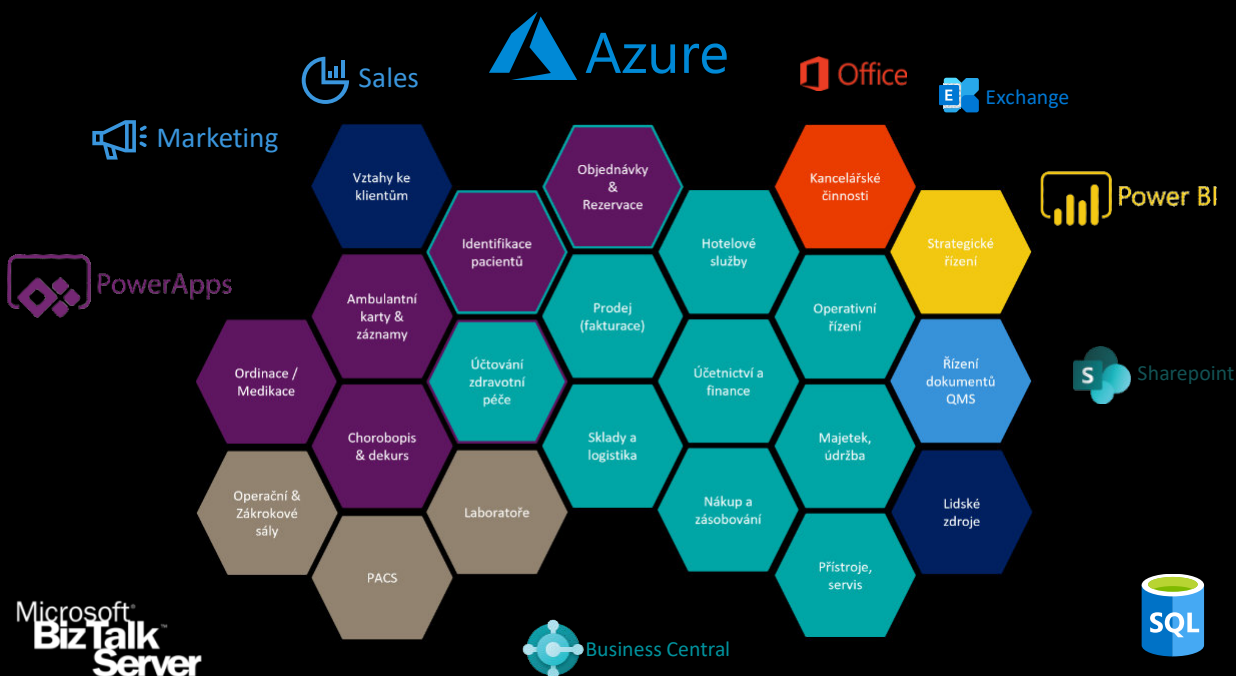 Azure
Sales
Office
Exchange
Marketing
Vztahy ke
klientům
Objednávky
&
Rezervace
Kancelářské
činnosti
Power BI
Identifikace
pacientů
Hotelové
služby
Strategické
řízení
PowerApps
Ambulantní
karty &
záznamy
Prodej
(fakturace)
Operativní
řízení
Ordinace /
Medikace
Účtování
zdravotní
péče
Účetnictví a
finance
Řízení
dokumentů
QMS
S
Sharepoint
Chorobopis
& dekurs
Sklady a
logistika
Majetek,
údržba
Operační &
Zákrokové
sály
Laboratoře
Nákup a
zásobování
Lidské
zdroje
PACS
Přístroje,
servis
Microsoft®
BizTalk™
Server
Business Central
SQL
E